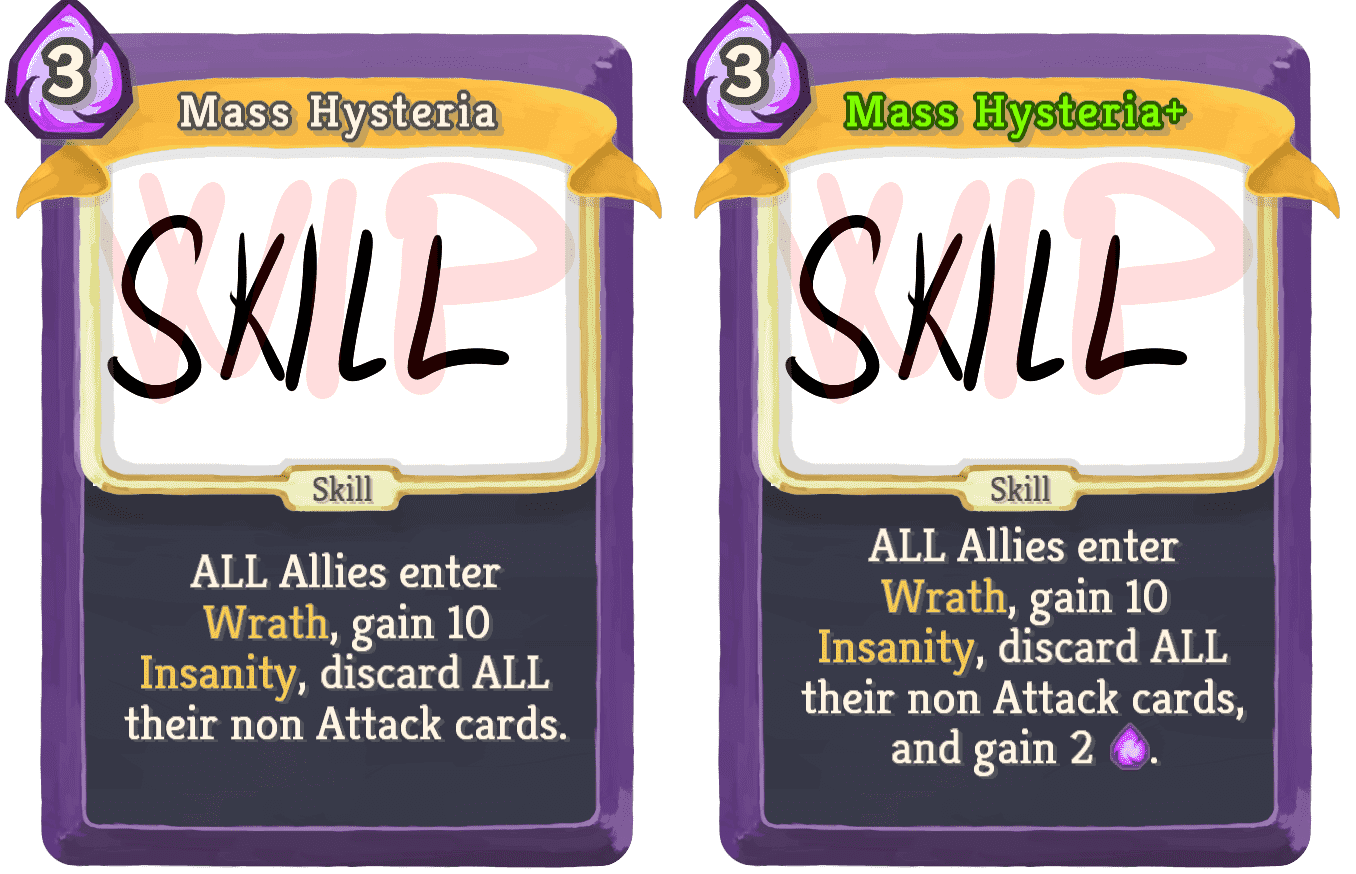 3
Mass Hysteria
WIP
SKILL
Skill
ALL Allies enter
Wrath, gain 10
Insanity, discard ALL
their non Attack cards.
3
Mass Hysteria+
WIP
SKILL
Skill
ALL Allies enter
Wrath, gain 10
Insanity, discard ALL
their non Attack cards,
and gain 2 .